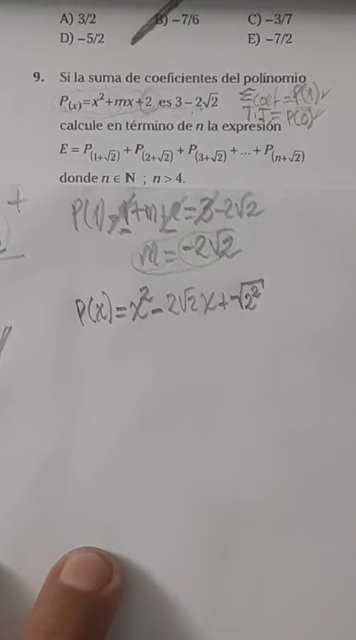 A) 3/2 B) −7/6 C) −3/7
D) −5/2 E) −7/2
9. Si la suma de coeficientes del polinomio
P(x)=x²+mx+2 es 3−2√2 Σcoef=P(1)
calcule en término de n la expresión T.I=P(0)
E = P(1+√2) + P(2+√2) + P(3+√2) + ... + P(n+√2)
donde n ∈ N ; n > 4.
P(1)=1+m+2=3-2√2
m=-2√2
P(x)=x²-2√2x+√2²